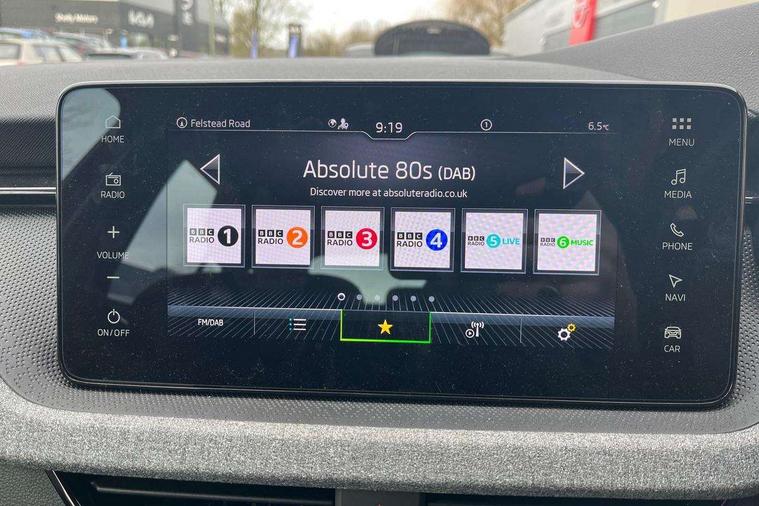 KIA
Felstead Road
9:19
1
6.5°C
HOME
MENU
Absolute 80s (DAB)
Discover more at absoluteradio.co.uk
RADIO
MEDIA
BBC RADIO 1
BBC RADIO 2
BBC RADIO 3
BBC RADIO 4
BBC RADIO 5 LIVE
BBC RADIO 6 MUSIC
VOLUME
PHONE
NAVI
FM/DAB
ON/OFF
CAR